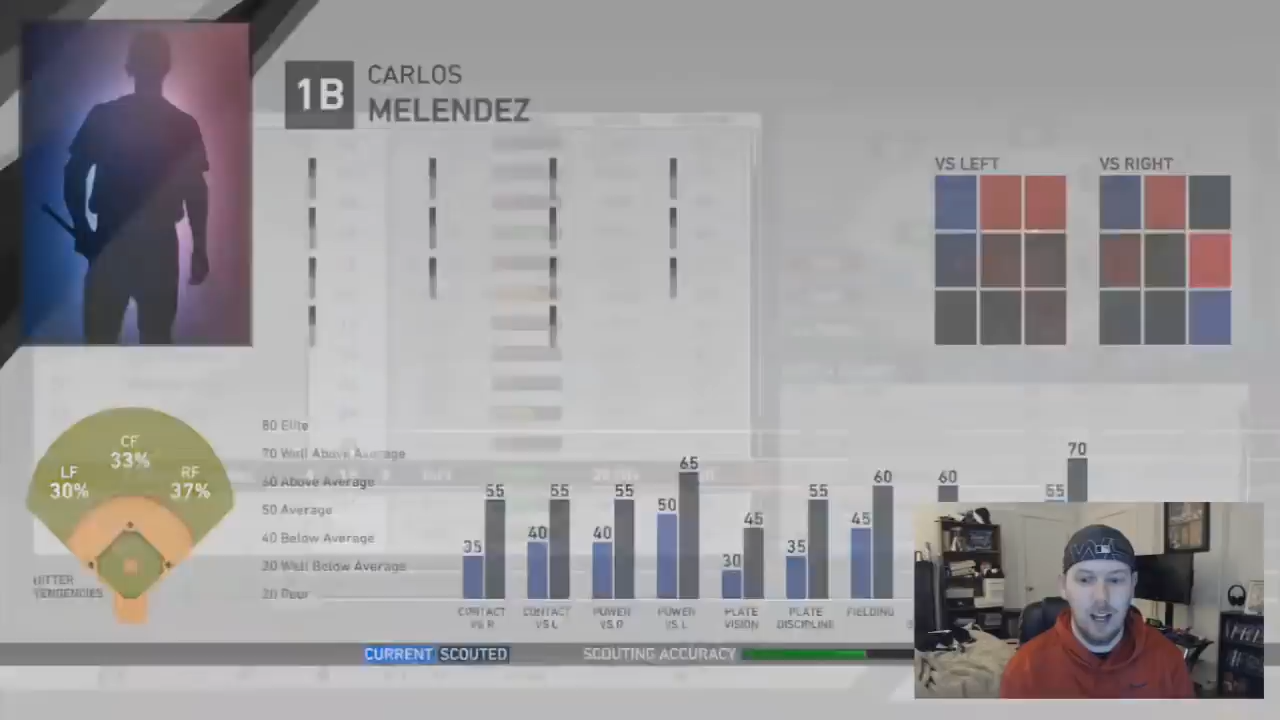 1B
CARLOS
MELENDEZ
VS LEFT
VS RIGHT
CF
33%
LF
30%
RF
37%
HITTER
TENDENCIES
80 Elite
70 Well Above Average
60 Above Average
50 Average
40 Below Average
30 Well Below Average
20 Poor
35 55
40 55
40 55
50 65
30 45
35 55
45 60
60
55 70
CONTACT
VS R
CONTACT
VS L
POWER
VS R
POWER
VS L
PLATE
VISION
PLATE
DISCIPLINE
FIELDING
CURRENT SCOUTED
SCOUTING ACCURACY